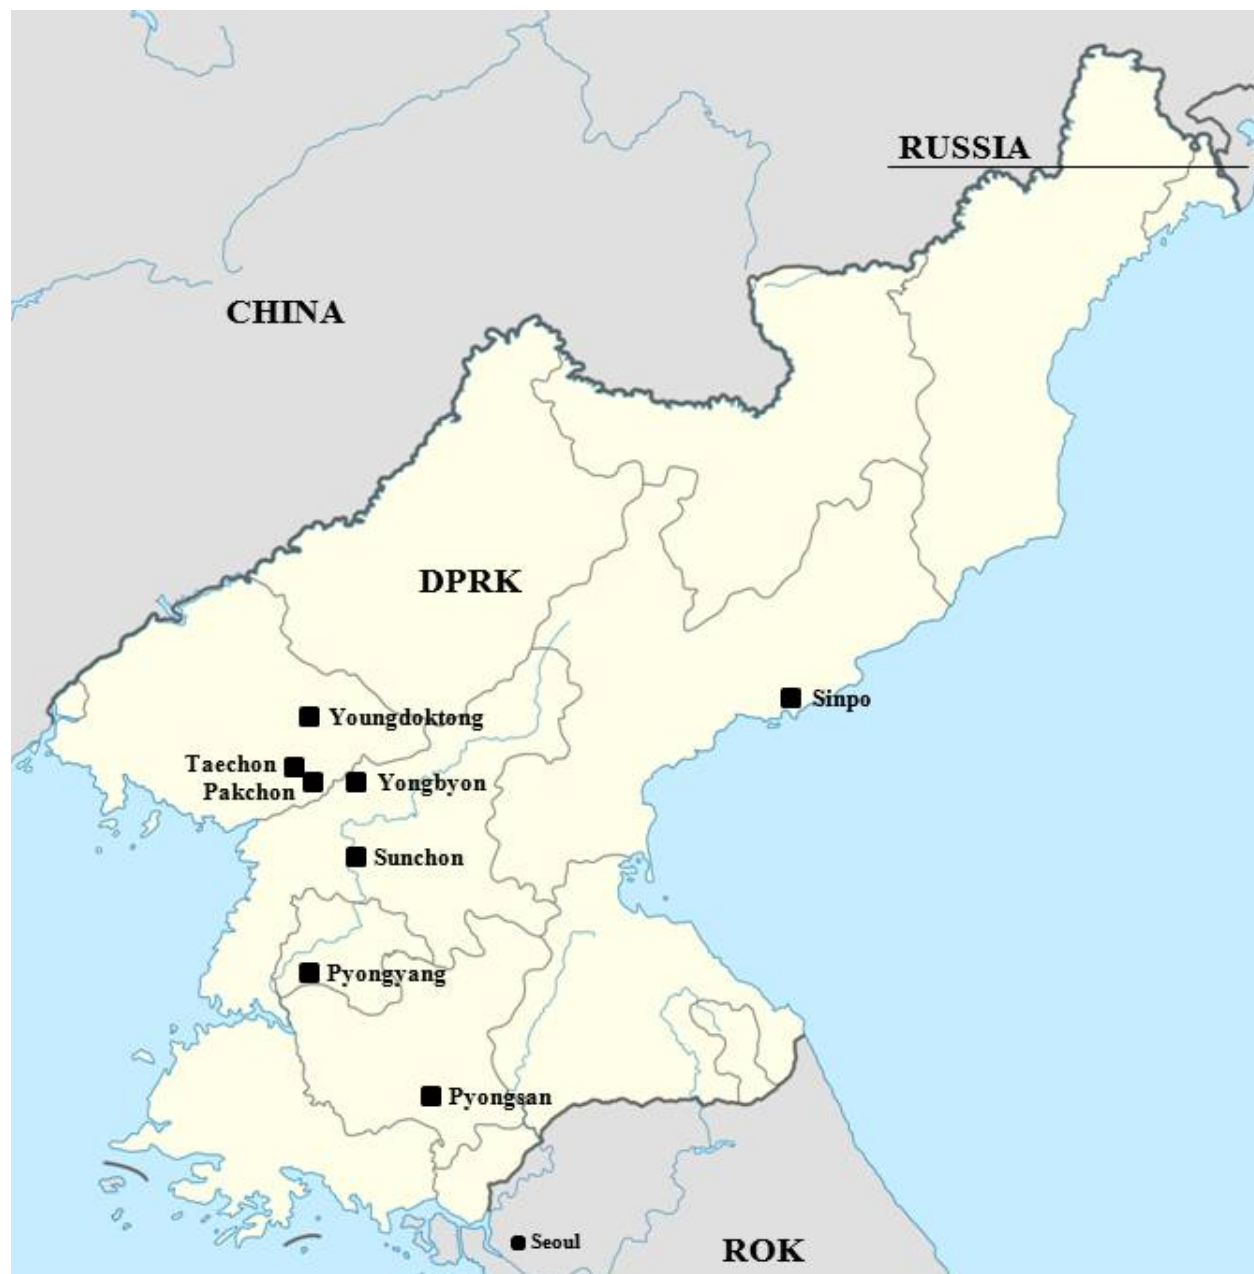 RUSSIA
CHINA
DPRK
Sinpo
Youngdoktong
Taechon
Pakchon
Yongbyon
Sunchon
Pyongyang
Pyongsan
Seoul
ROK